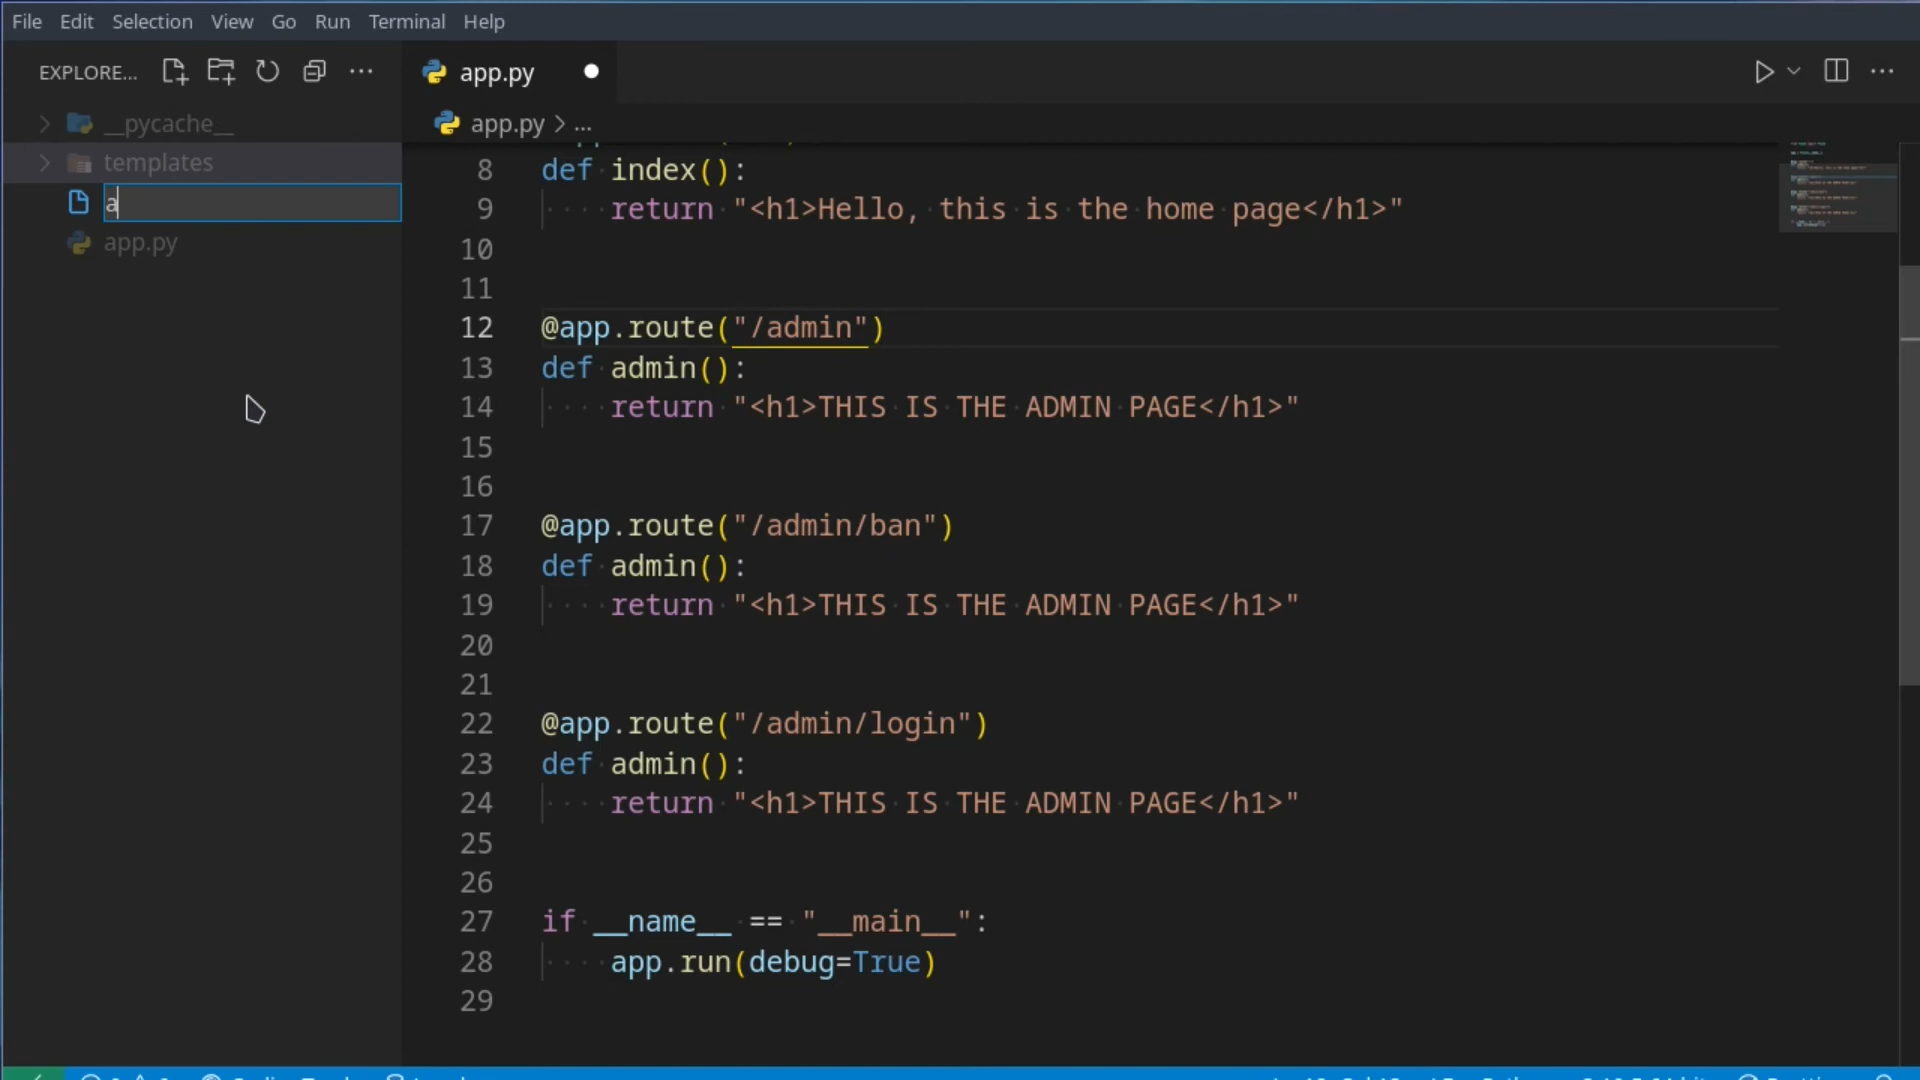 File Edit Selection View Go Run Terminal Help
EXPLORE...
app.py
app.py > ...
__pycache__
templates
a
app.py
8 def index():
9 return "<h1>Hello, this is the home page</h1>"
10
11
12 @app.route("/admin")
13 def admin():
14 return "<h1>THIS IS THE ADMIN PAGE</h1>"
15
16
17 @app.route("/admin/ban")
18 def admin():
19 return "<h1>THIS IS THE ADMIN PAGE</h1>"
20
21
22 @app.route("/admin/login")
23 def admin():
24 return "<h1>THIS IS THE ADMIN PAGE</h1>"
25
26
27 if __name__ == "__main__":
28 app.run(debug=True)
29